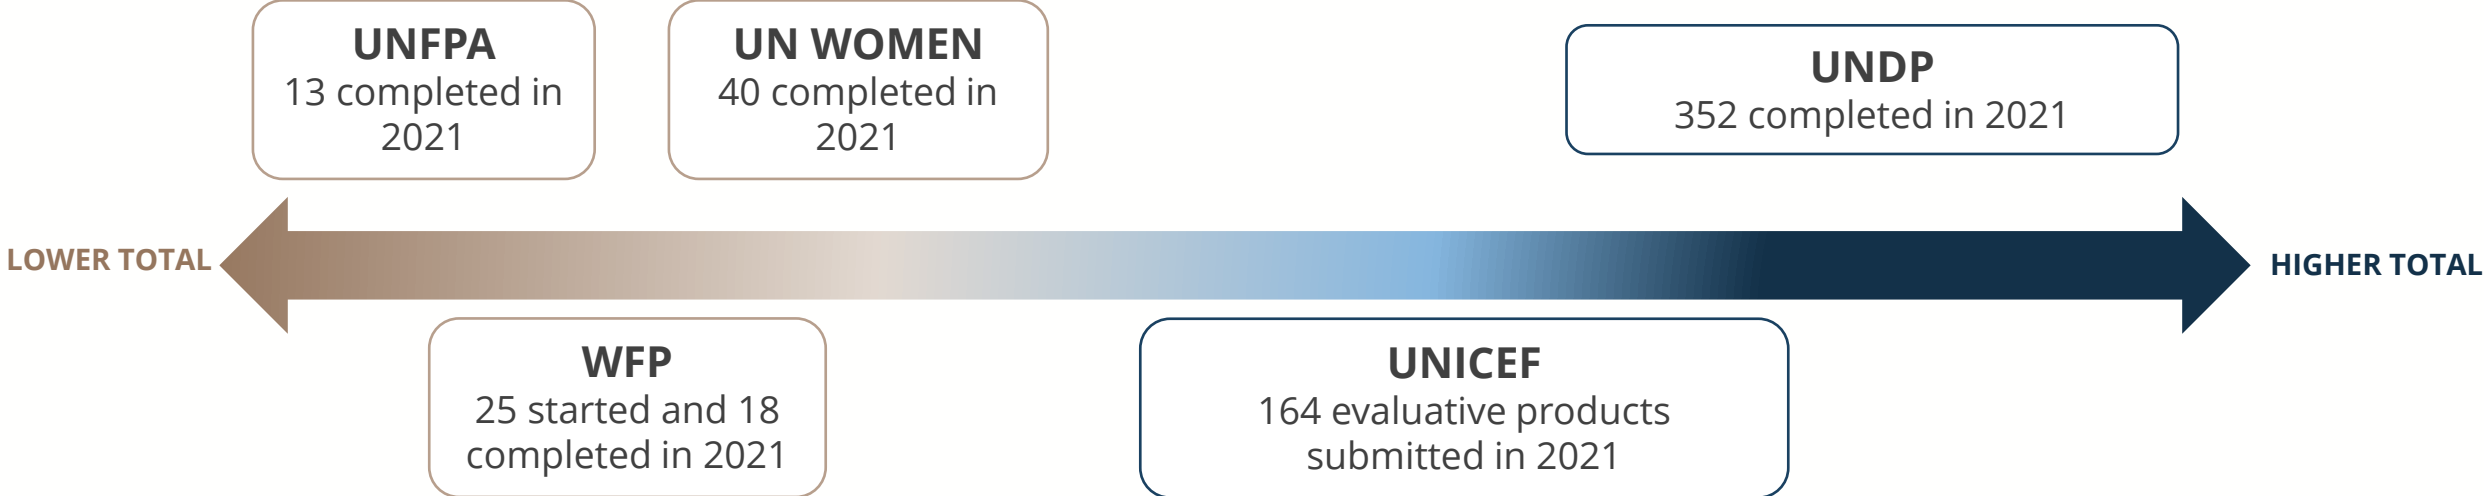 UNFPA
13 completed in
2021
UN WOMEN
40 completed in
2021
UNDP
352 completed in 2021
LOWER TOTAL
HIGHER TOTAL
WFP
25 started and 18
completed in 2021
UNICEF
164 evaluative products
submitted in 2021